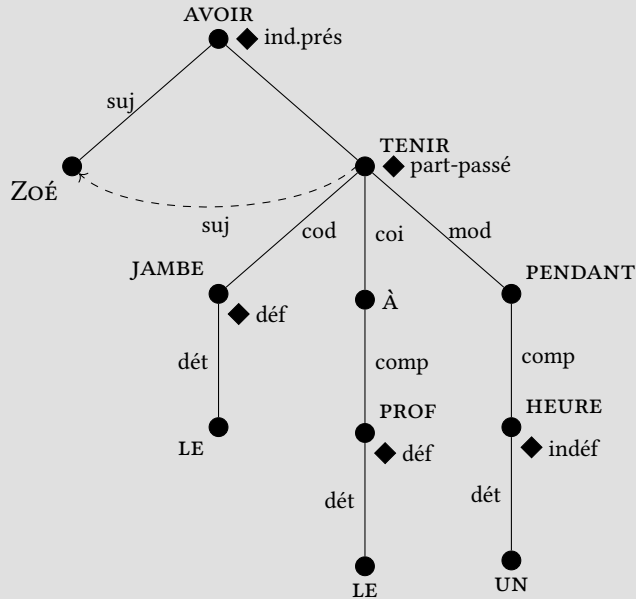 AVOIR
ind.prés
suj
TENIR
part-passé
ZOÉ
suj
cod
coi
mod
JAMBE
PENDANT
À
déf
dét
comp
comp
PROF
HEURE
LE
déf
indéf
dét
dét
LE
UN